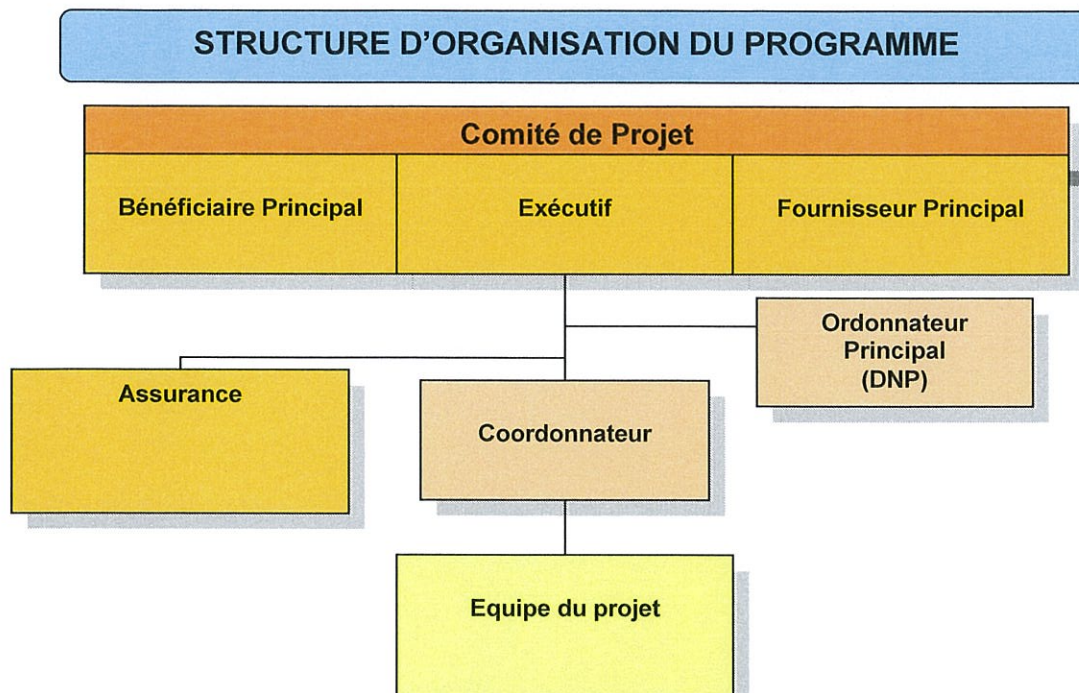 STRUCTURE D'ORGANISATION DU PROGRAMME
Comité de Projet
Bénéficiaire Principal
Exécutif
Fournisseur Principal
Ordonnateur
Principal
(DNP)
Assurance
Coordonnateur
Equipe du projet